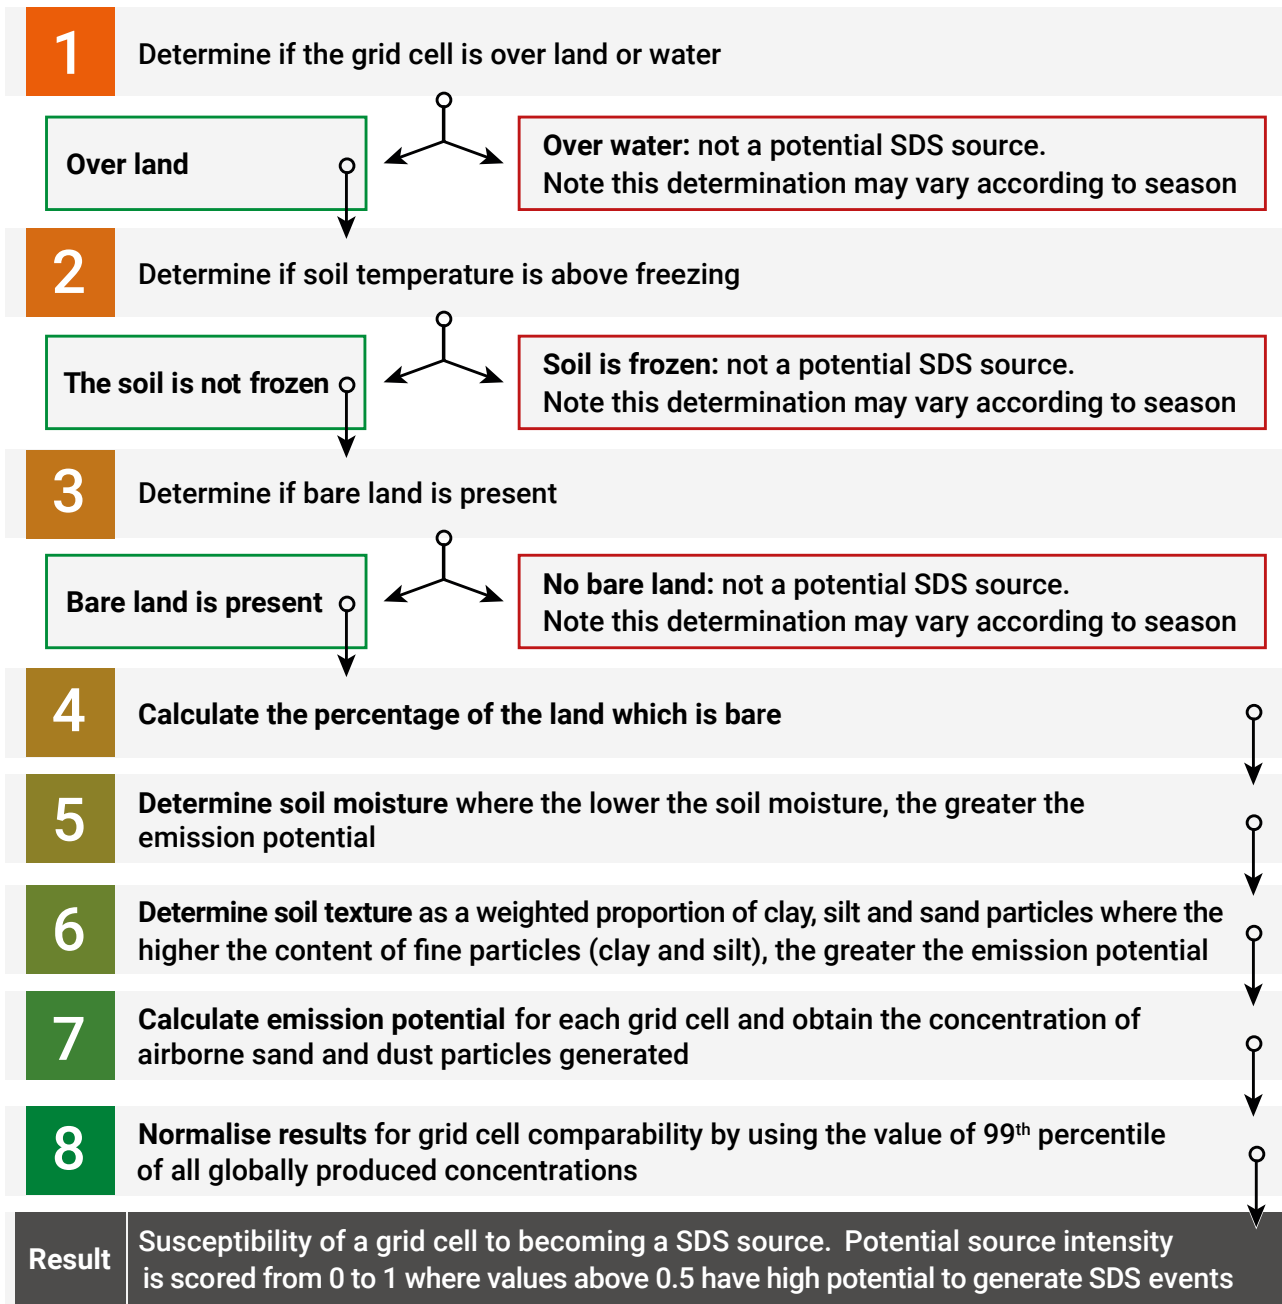 1
Determine if the grid cell is over land or water
Over land
Over water: not a potential SDS source.
Note this determination may vary according to season
2
Determine if soil temperature is above freezing
The soil is not frozen
Soil is frozen: not a potential SDS source.
Note this determination may vary according to season
3
Determine if bare land is present
Bare land is present
No bare land: not a potential SDS source.
Note this determination may vary according to season
4
Calculate the percentage of the land which is bare
5
Determine soil moisture where the lower the soil moisture, the greater the
emission potential
6
Determine soil texture as a weighted proportion of clay, silt and sand particles where the
higher the content of fine particles (clay and silt), the greater the emission potential
7
Calculate emission potential for each grid cell and obtain the concentration of
airborne sand and dust particles generated
8
Normalise results for grid cell comparability by using the value of 99th percentile
of all globally produced concentrations
Result
Susceptibility of a grid cell to becoming a SDS source. Potential source intensity
is scored from 0 to 1 where values above 0.5 have high potential to generate SDS events